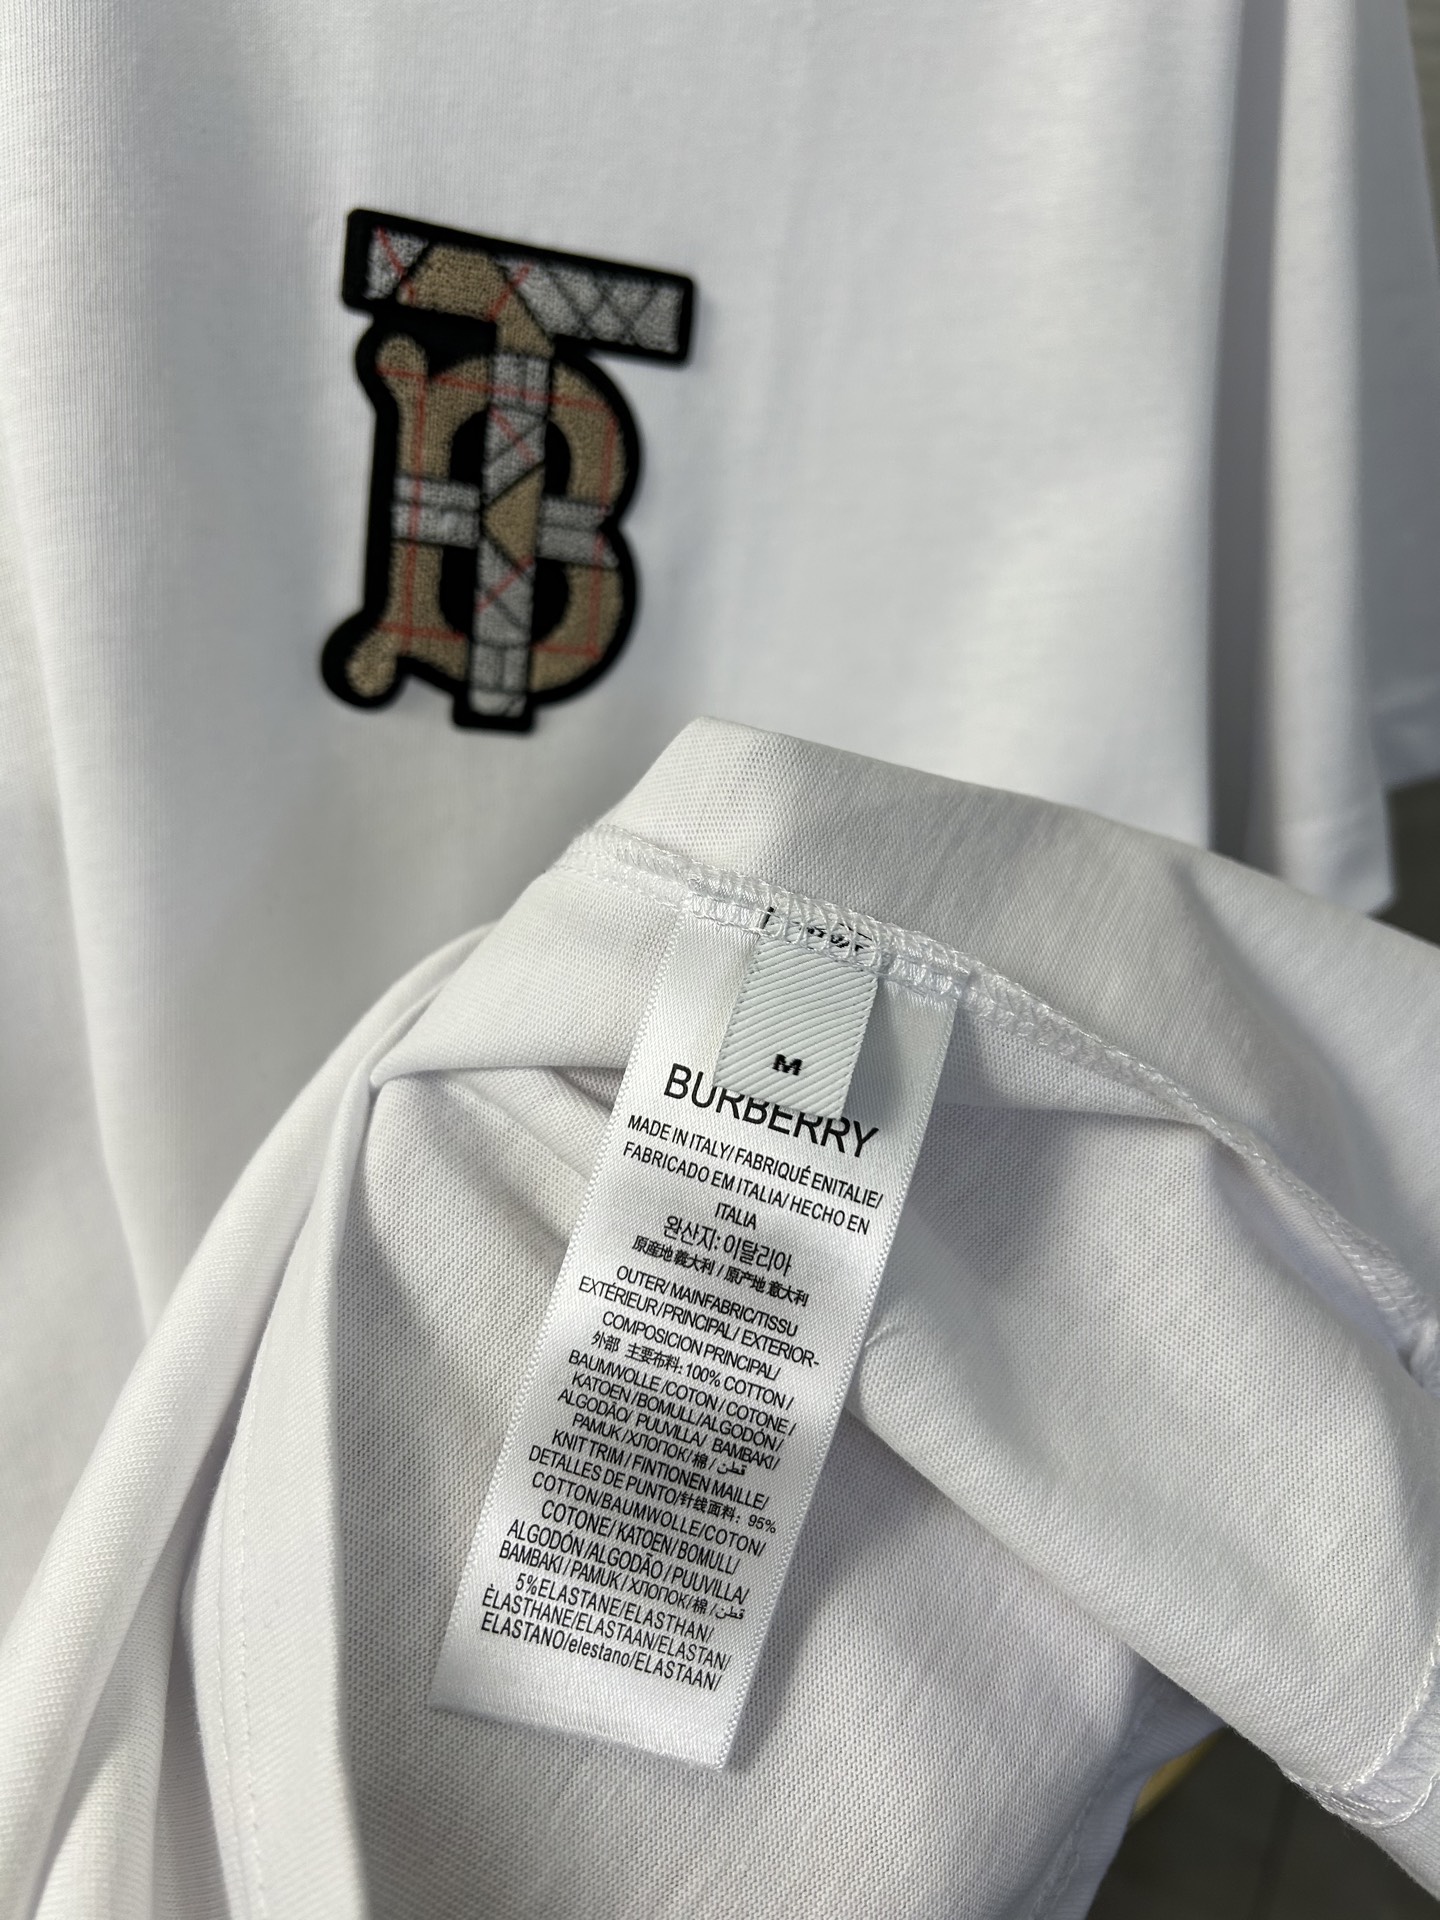 TB
M
BURBERRY
MADE IN ITALY/ FABRIQUÉ ENITALIE/
FABRICADO EM ITALIA/ HECHO EN
ITALIA
완산지: 이탈리아
原産地義大利 / 原产地 意大利
OUTER/ MAINFABRIC/TISSU
EXTÉRIEUR/PRINCIPAL/ EXTERIOR-
COMPOSICION PRINCIPAL/
外部 主要布料: 100% COTTON /
BAUMWOLLE /COTON / COTONE /
KATOEN / BOMULL/ALGODÓN /
ALGODÃO/ PUUVILLA/ BAMBAKI/
PAMUK / ХЛОПОК/ 棉 / قطن
KNIT TRIM / FINTIONEN MAILLE/
DETALLES DE PUNTO/针线面料: 95%
COTTON/BAUMWOLLE/COTON/
COTONE/ KATOEN/ BOMULL/
ALGODÓN /ALGODÃO / PUUVILLA/
BAMBAKI / PAMUK / ХЛОПОК/ 棉 / قطن
5%ELASTANE/ELASTHAN/
ÉLASTHANE/ELASTAAN/ELASTAN/
ELASTANO/elestano/ELASTAAN/